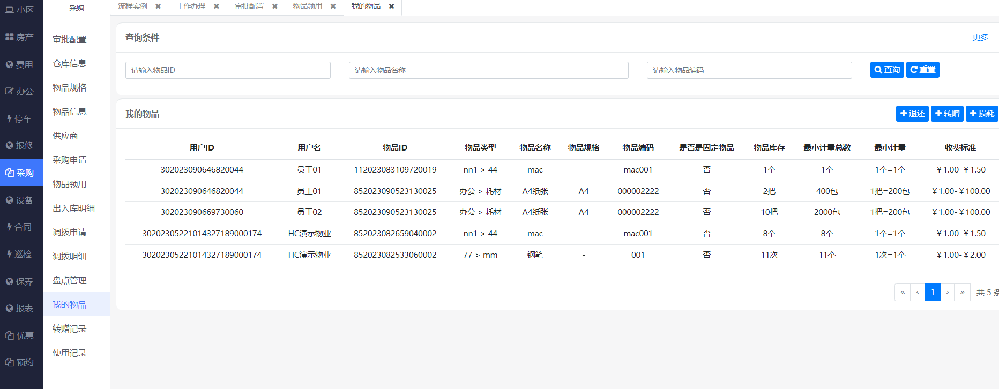 小区
房产
费用
办公
停车
报修
采购
设备
合同
巡检
保养
报表
优惠
预约
采购
审批配置
仓库信息
物品规格
物品信息
供应商
采购申请
物品领用
出入库明细
调拨申请
调拨明细
盘点管理
我的物品
转赠记录
使用记录
流程实例 ✖ 工作办理 ✖ 审批配置 ✖ 物品领用 ✖ 我的物品 ✖
查询条件 更多
请输入物品ID 请输入物品名称 请输入物品编码 查询 重置
我的物品 退还 转赠 损耗
用户ID 用户名 物品ID 物品类型 物品名称 物品规格 物品编码 是否是固定物品 物品库存 最小计量总数 最小计量 收费标准
302023090646820044 员工01 112023083109720019 nn1 > 44 mac - mac001 否 1个 1个 1个=1个 ￥1.00-￥1.50
302023090646820044 员工01 852023090523130025 办公 > 耗材 A4纸张 A4 000002222 否 2把 400包 1把=200包 ￥1.00-￥100.00
302023090669730060 员工02 852023090523130025 办公 > 耗材 A4纸张 A4 000002222 否 10把 2000包 1把=200包 ￥1.00-￥100.00
302023052210143271890​00174 HC演示物业 852023082659040002 nn1 > 44 mac - mac001 否 8个 8个 1个=1个 ￥1.00-￥1.50
30202305221014327189000174 HC演示物业 852023082533060002 77 > mm 钢笔 - 001 否 11次 11个 1次=1个 ￥1.00-￥2.00
« ‹ 1 › » 共 5 条